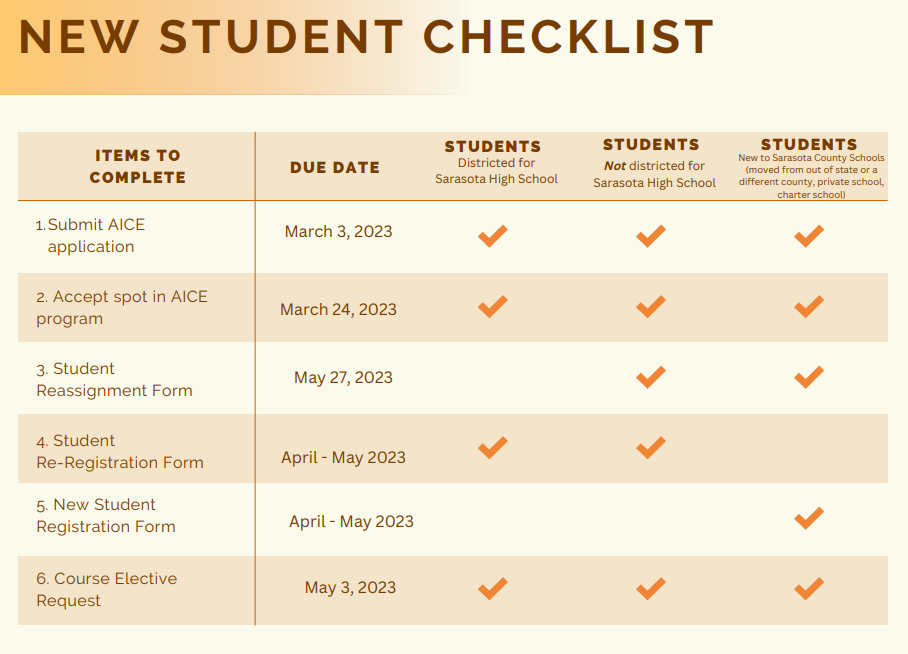 NEW STUDENT CHECKLIST
ITEMS TO
COMPLETE
DUE DATE
STUDENTS
Districted for
Sarasota High School
STUDENTS
Not districted for
Sarasota High School
STUDENTS
New to Sarasota County Schools
(moved from out of state or a
different county, private school,
charter school)
1. Submit AICE
application
March 3, 2023
2. Accept spot in AICE
program
March 24, 2023
3. Student
Reassignment Form
May 27, 2023
4. Student
Re-Registration Form
April - May 2023
5. New Student
Registration Form
April - May 2023
6. Course Elective
Request
May 3, 2023